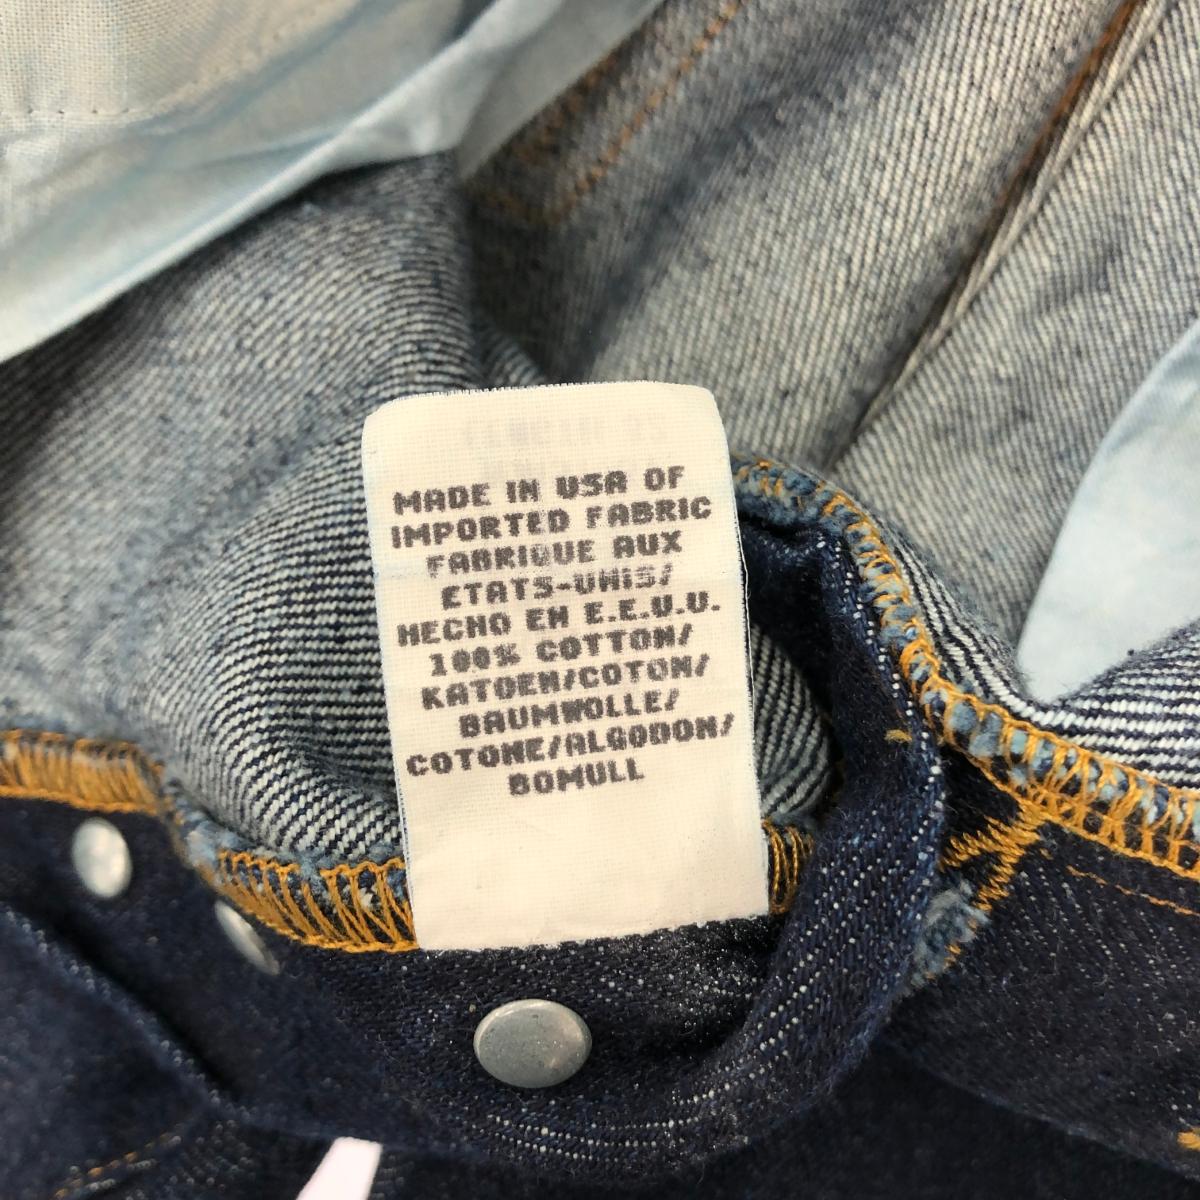 MADE IN USA OF
IMPORTED FABRIC
FABRIQUE AUX
ETATS-UNIS/
HECHO EN E.E.U.U.
100% COTTON/
KATOEN/COTON/
BAUMWOLLE/
COTONE/ALGODON/
BOMULL